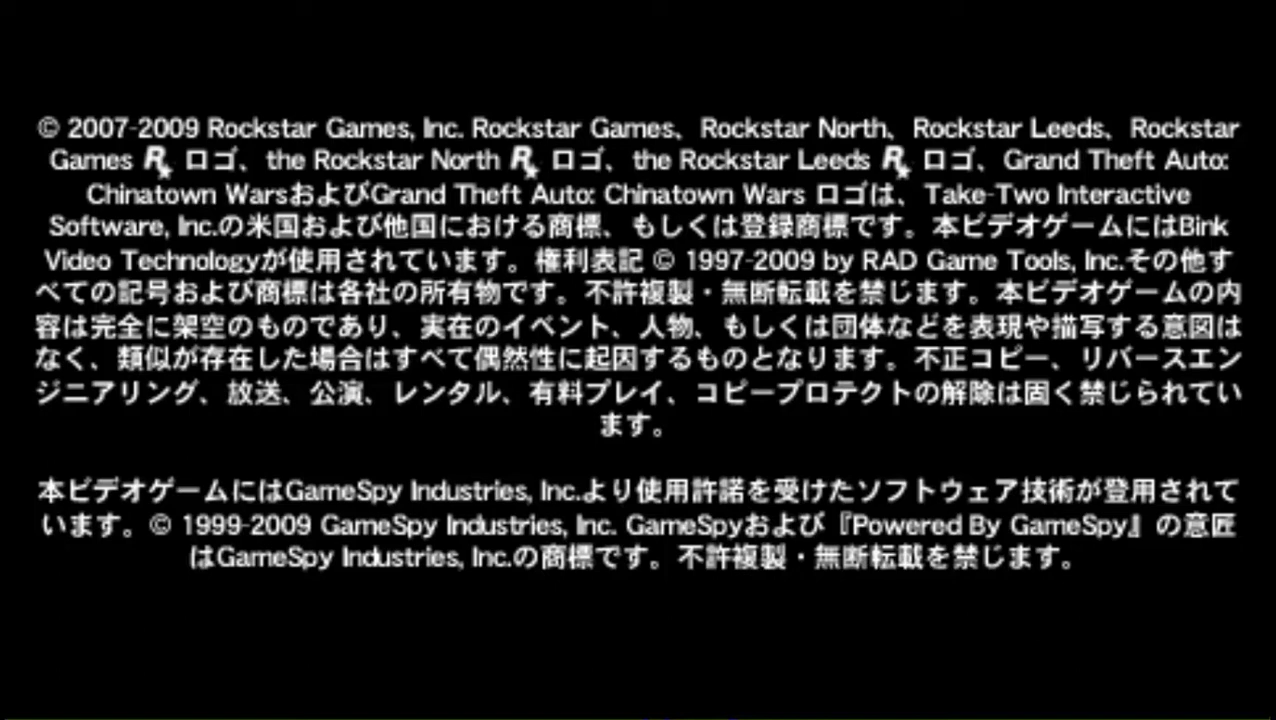 © 2007-2009 Rockstar Games, Inc. Rockstar Games、Rockstar North、Rockstar Leeds、Rockstar
Games R ロゴ、the Rockstar North R ロゴ、the Rockstar Leeds R ロゴ、Grand Theft Auto:
Chinatown WarsおよびGrand Theft Auto: Chinatown Wars ロゴは、Take-Two Interactive
Software, Inc.の米国および他国における商標、もしくは登録商標です。本ビデオゲームにはBink
Video Technologyが使用されています。権利表記 © 1997-2009 by RAD Game Tools, Inc.その他す
べての記号および商標は各社の所有物です。不許複製・無断転載を禁じます。本ビデオゲームの内
容は完全に架空のものであり、実在のイベント、人物、もしくは団体などを表現や描写する意図は
なく、類似が存在した場合はすべて偶然性に起因するものとなります。不正コピー、リバースエン
ジニアリング、放送、公演、レンタル、有料プレイ、コピープロテクトの解除は固く禁じられてい
ます。
本ビデオゲームにはGameSpy Industries, Inc.より使用許諾を受けたソフトウェア技術が登用されて
います。© 1999-2009 GameSpy Industries, Inc. GameSpyおよび『Powered By GameSpy』の意匠
はGameSpy Industries, Inc.の商標です。不許複製・無断転載を禁じます。